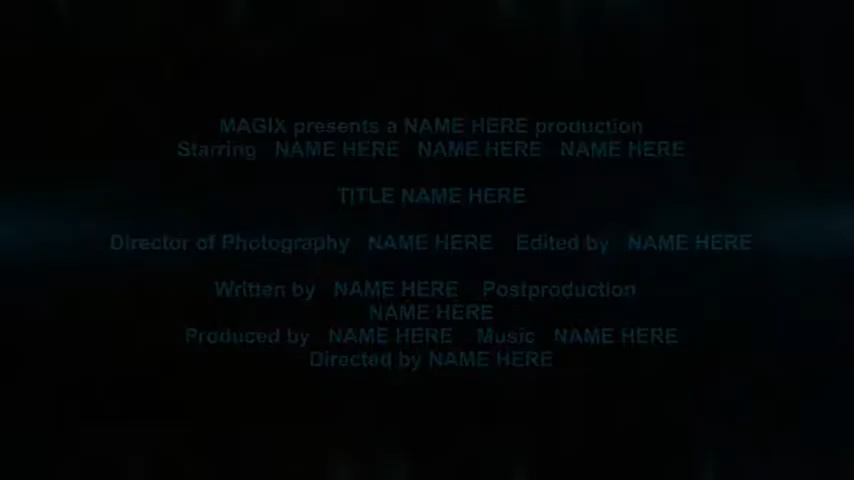 MAGIX presents a NAME HERE production
Starring NAME HERE NAME HERE NAME HERE
TITLE NAME HERE
Director of Photography NAME HERE Edited by NAME HERE
Written by NAME HERE Postproduction
NAME HERE
Produced by NAME HERE Music NAME HERE
Directed by NAME HERE